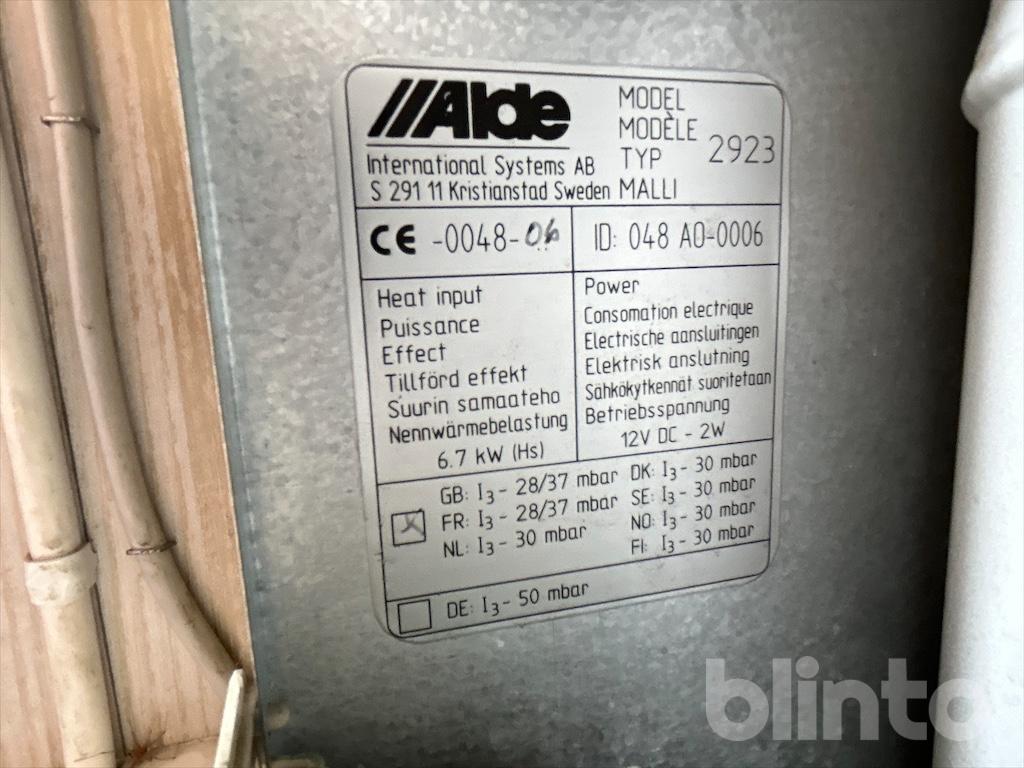 Alde
International Systems AB
S 291 11 Kristianstad Sweden
MODEL
MODÈLE
TYP
MALLI
2923
CE -0048-06
ID: 048 AO-0006
Heat input
Puissance
Effect
Tillförd effekt
Suurin samaateho
Nennwärmebelastung
6.7 kW (Hs)
Power
Consomation electrique
Electrische aansluitingen
Elektrisk anslutning
Sähkökytkennät suoritetaan
Betriebsspannung
12V DC - 2W
GB: I3 - 28/37 mbar DK: I3 - 30 mbar
FR: I3 - 28/37 mbar SE: I3 - 30 mbar
NL: I3 - 30 mbar NO: I3 - 30 mbar
FI: I3 - 30 mbar
DE: I3 - 50 mbar
blinto